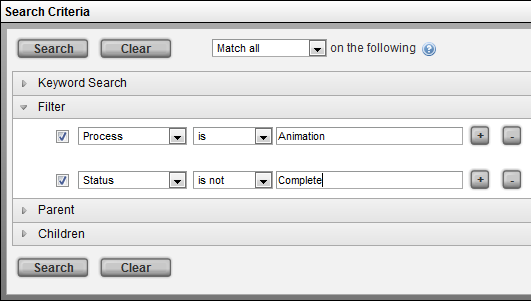 Search Criteria
Search Clear Match all on the following ?
Keyword Search
Filter
Process is Animation + -
Status is not Complete + -
Parent
Children
Search Clear